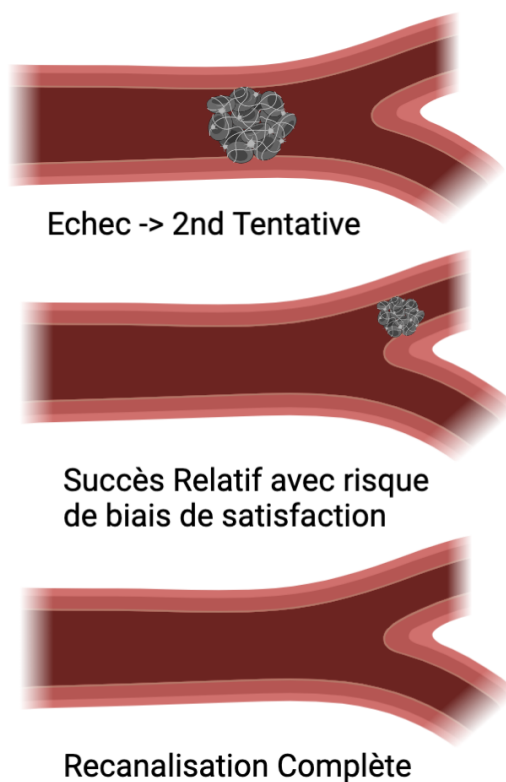 Echec -> 2nd Tentative
Succès Relatif avec risque
de biais de satisfaction
Recanalisation Complète